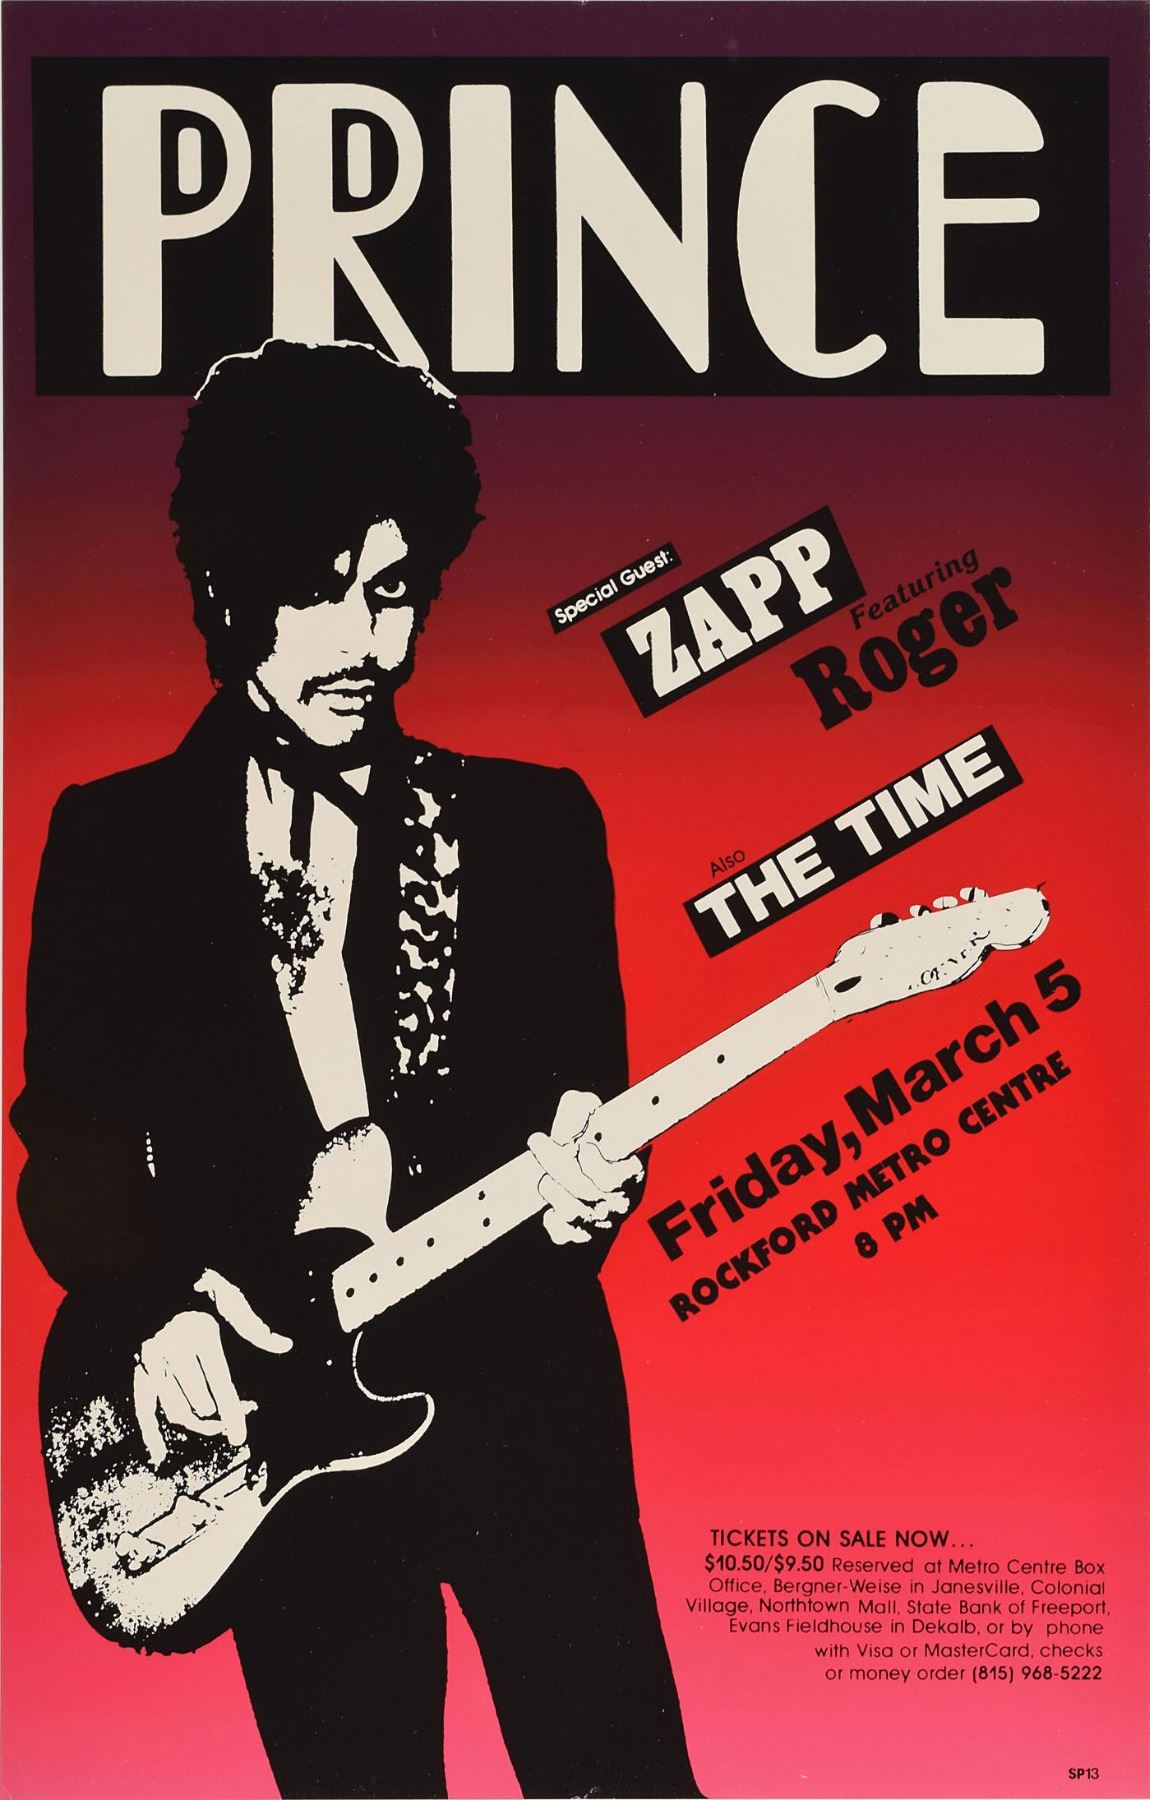 PRINCE
Special Guest:
ZAPP
Featuring
Roger
Also
THE TIME
Friday, March 5
ROCKFORD METRO CENTRE
8 PM
TICKETS ON SALE NOW...
$10.50/$9.50 Reserved at Metro Centre Box
Office, Bergner-Weise in Janesville, Colonial
Village, Northtown Mall, State Bank of Freeport,
Evans Fieldhouse in Dekalb, or by phone
with Visa or MasterCard, checks
or money order (815) 968-5222
SP13